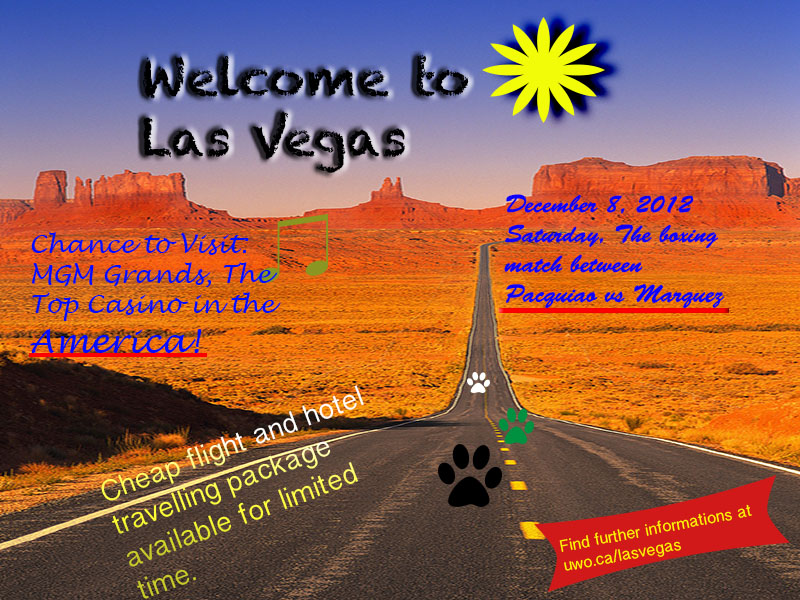 Welcome to
Las Vegas
Chance to Visit:
MGM Grands, The
Top Casino in the
America!
December 8, 2012
Saturday, The boxing
match between
Pacquiao vs Marquez
Cheap flight and hotel
travelling package
available for limited
time.
Find further informations at
uwo.ca/lasvegas